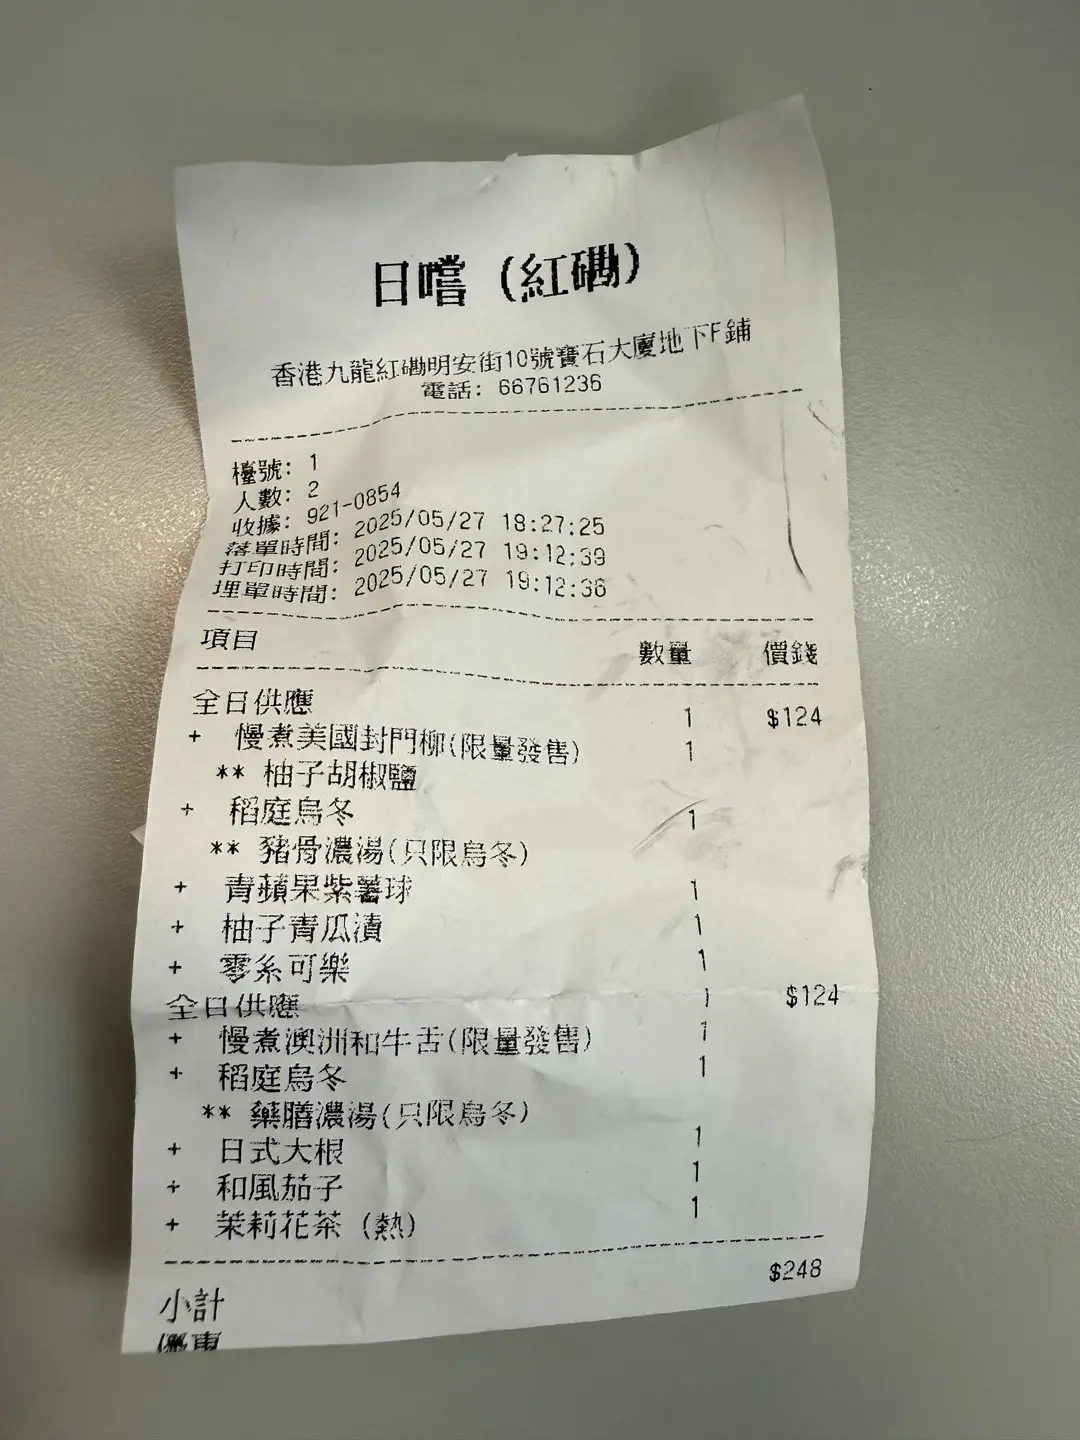 日嚐 (紅磡)
香港九龍紅磡明安街10號寶石大廈地下F鋪
電話: 66761236
檯號: 1
人數: 2
收據: 921-0854
落單時間: 2025/05/27 18:27:25
打印時間: 2025/05/27 19:12:39
埋單時間: 2025/05/27 19:12:36
項目 數量 價錢
全日供應 1 $124
+ 慢煮美國封門柳(限量發售) 1
** 柚子胡椒鹽
+ 稻庭烏冬 1
** 豬骨濃湯(只限烏冬)
+ 青蘋果紫薯球 1
+ 柚子青瓜漬 1
+ 零系可樂 1
全日供應 1 $124
+ 慢煮澳洲和牛舌(限量發售) 1
+ 稻庭烏冬 1
** 藥膳濃湯(只限烏冬)
+ 日式大根 1
+ 和風茄子 1
+ 茉莉花茶 (熱) 1
小計 $248